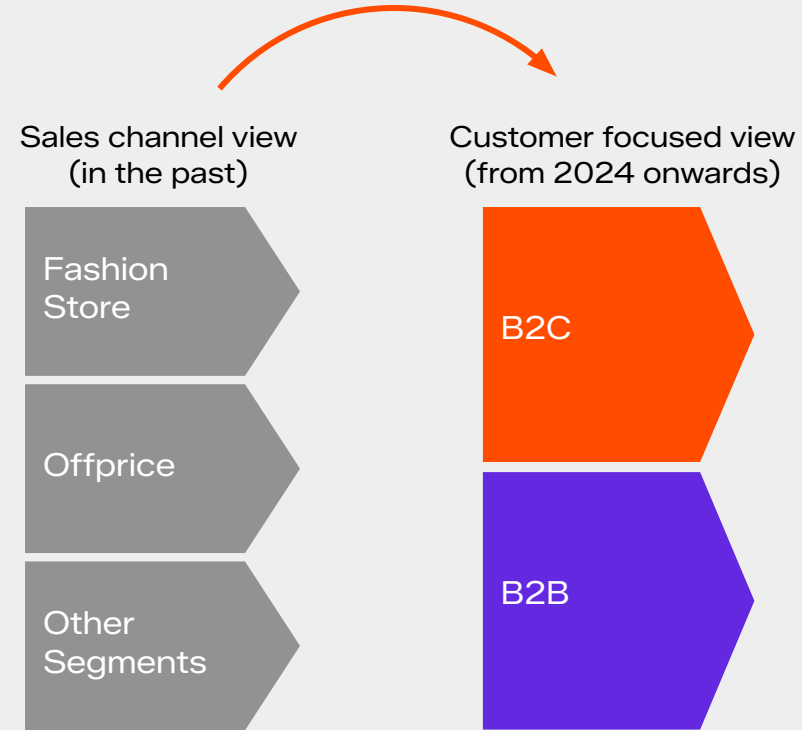 Sales channel view
(in the past)
Fashion
Store
Offprice
Other
Segments
Customer focused view
(from 2024 onwards)
B2C
B2B